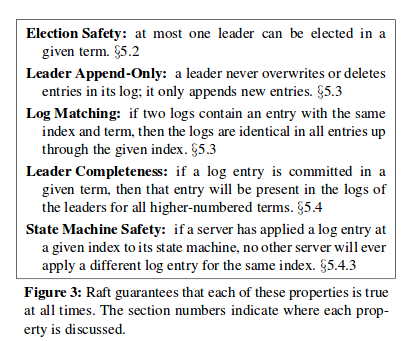 Election Safety: at most one leader can be elected in a
given term. §5.2
Leader Append-Only: a leader never overwrites or deletes
entries in its log; it only appends new entries. §5.3
Log Matching: if two logs contain an entry with the same
index and term, then the logs are identical in all entries up
through the given index. §5.3
Leader Completeness: if a log entry is committed in a
given term, then that entry will be present in the logs of
the leaders for all higher-numbered terms. §5.4
State Machine Safety: if a server has applied a log entry at
a given index to its state machine, no other server will ever
apply a different log entry for the same index. §5.4.3
Figure 3: Raft guarantees that each of these properties is true
at all times. The section numbers indicate where each prop-
erty is discussed.